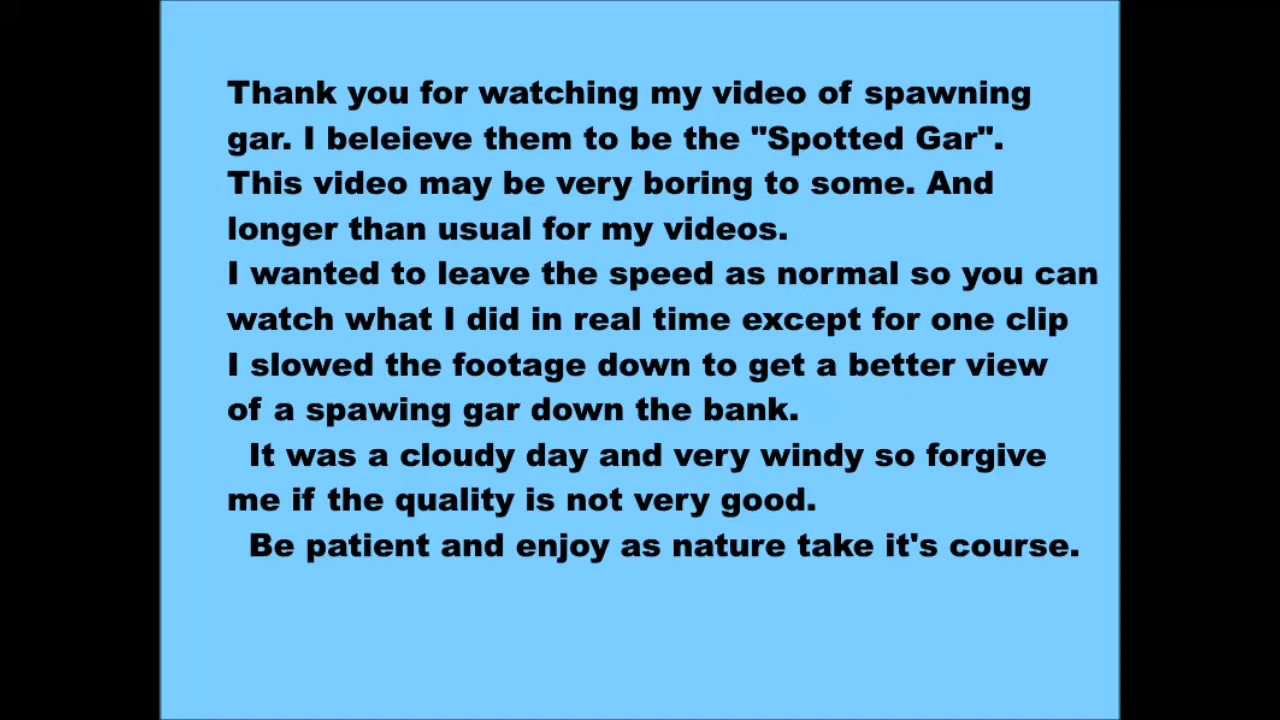 Thank you for watching my video of spawning
gar. I beleieve them to be the "Spotted Gar".
This video may be very boring to some. And
longer than usual for my videos.
I wanted to leave the speed as normal so you can
watch what I did in real time except for one clip
I slowed the footage down to get a better view
of a spawing gar down the bank.
It was a cloudy day and very windy so forgive
me if the quality is not very good.
Be patient and enjoy as nature take it's course.